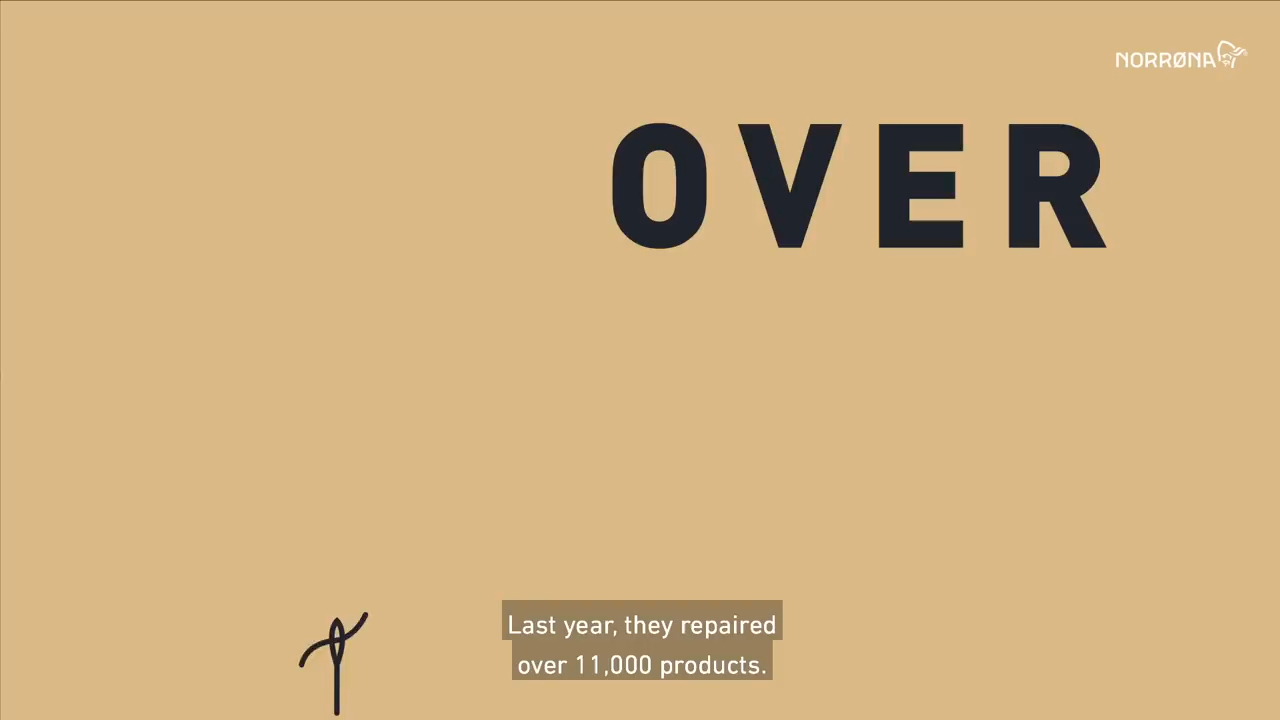 NORRØNA
OVER
Last year, they repaired
over 11,000 products.